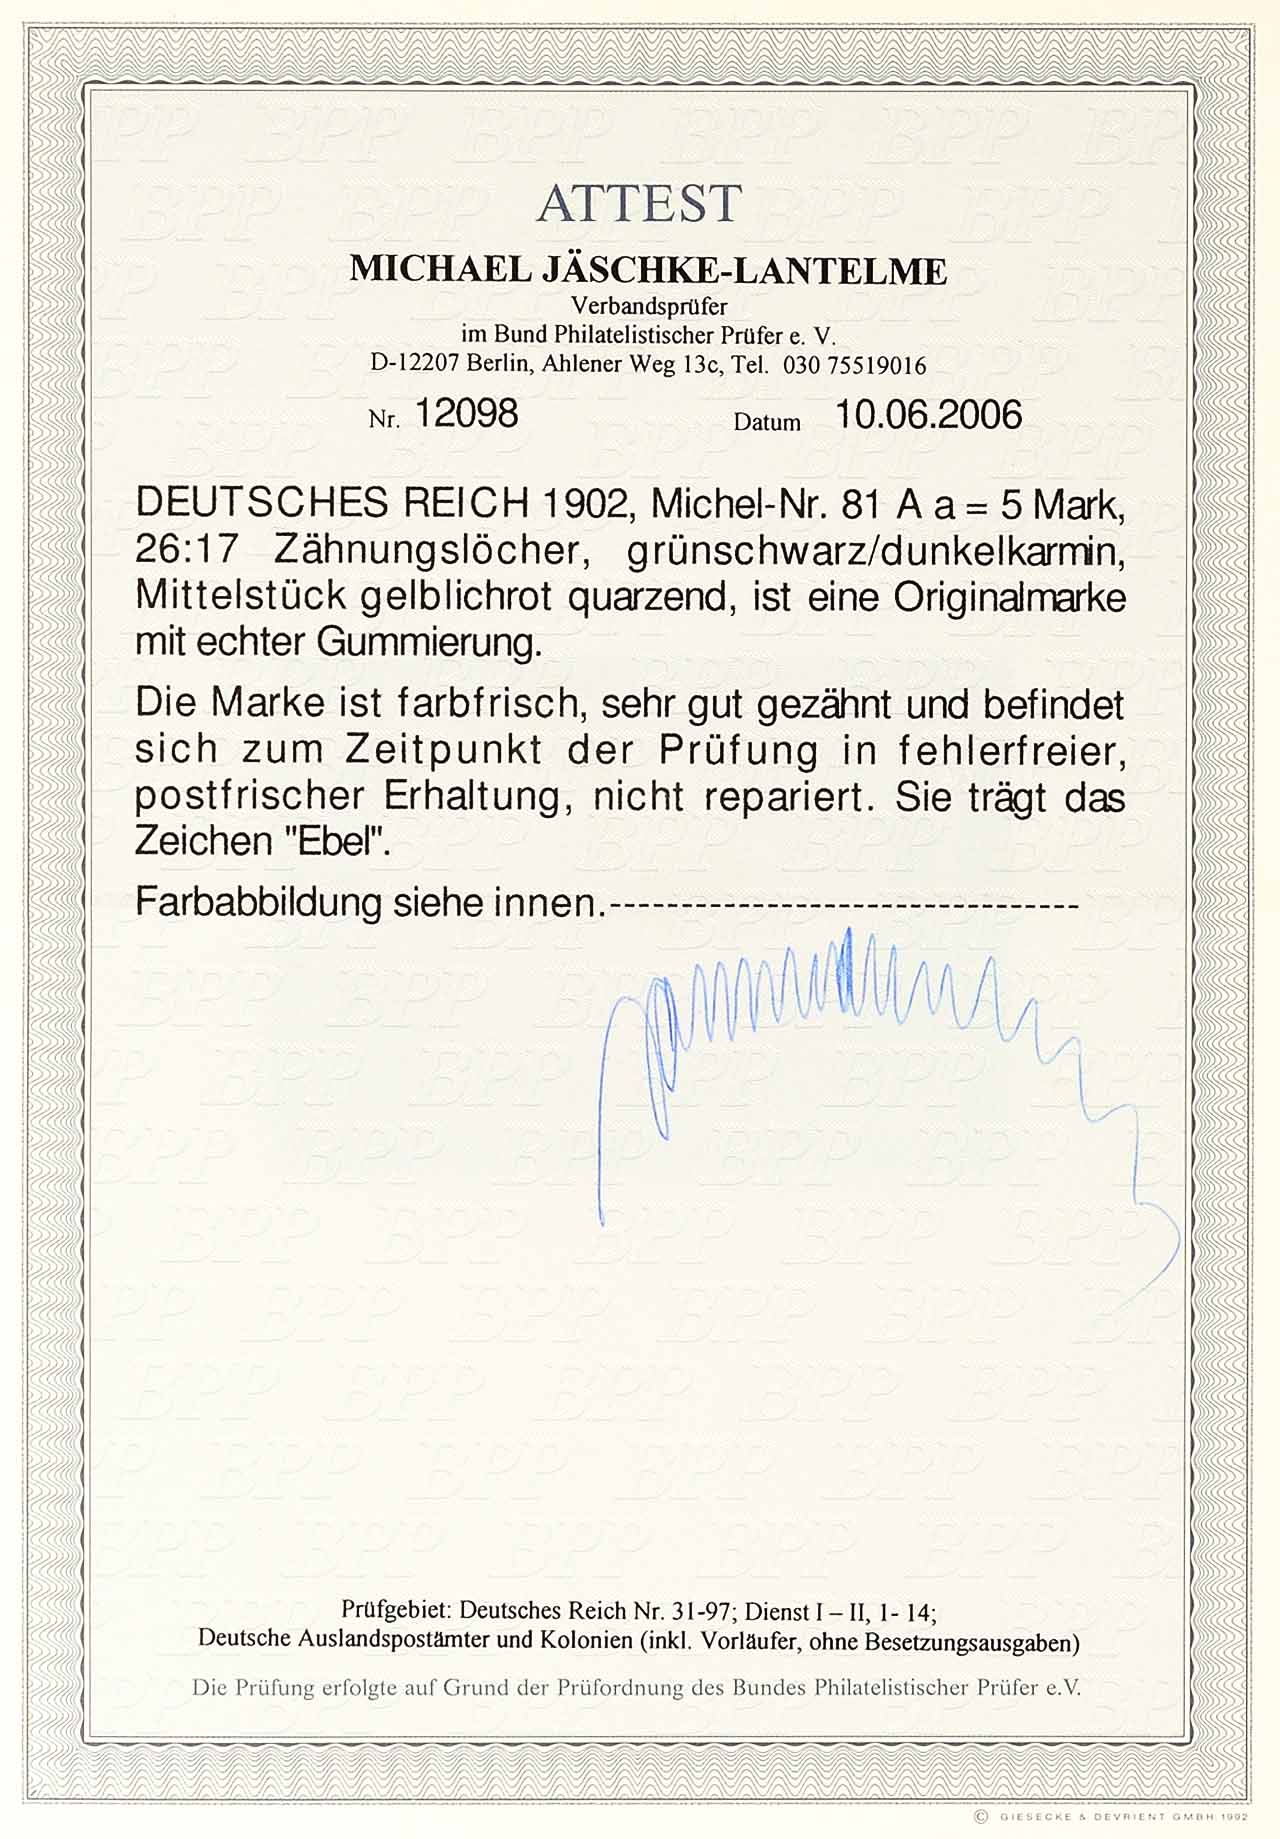 ATTEST
MICHAEL JÄSCHKE-LANTELME
Verbandsprüfer
im Bund Philatelistischer Prüfer e. V.
D-12207 Berlin, Ahlener Weg 13c, Tel. 030 75519016
Nr. 12098 Datum 10.06.2006
DEUTSCHES REICH 1902, Michel-Nr. 81 A a = 5 Mark,
26:17 Zähnungslöcher, grünschwarz/dunkelkarmin,
Mittelstück gelblichrot quarzend, ist eine Originalmarke
mit echter Gummierung.
Die Marke ist farbfrisch, sehr gut gezähnt und befindet
sich zum Zeitpunkt der Prüfung in fehlerfreier,
postfrischer Erhaltung, nicht repariert. Sie trägt das
Zeichen "Ebel".
Farbabbildung siehe innen.---------------------------------
Prüfgebiet: Deutsches Reich Nr. 31-97; Dienst I – II, 1- 14;
Deutsche Auslandspostämter und Kolonien (inkl. Vorläufer, ohne Besetzungsausgaben)
Die Prüfung erfolgte auf Grund der Prüfordnung des Bundes Philatelistischer Prüfer e.V.
© GIESECKE & DEVRIENT GMBH 1992